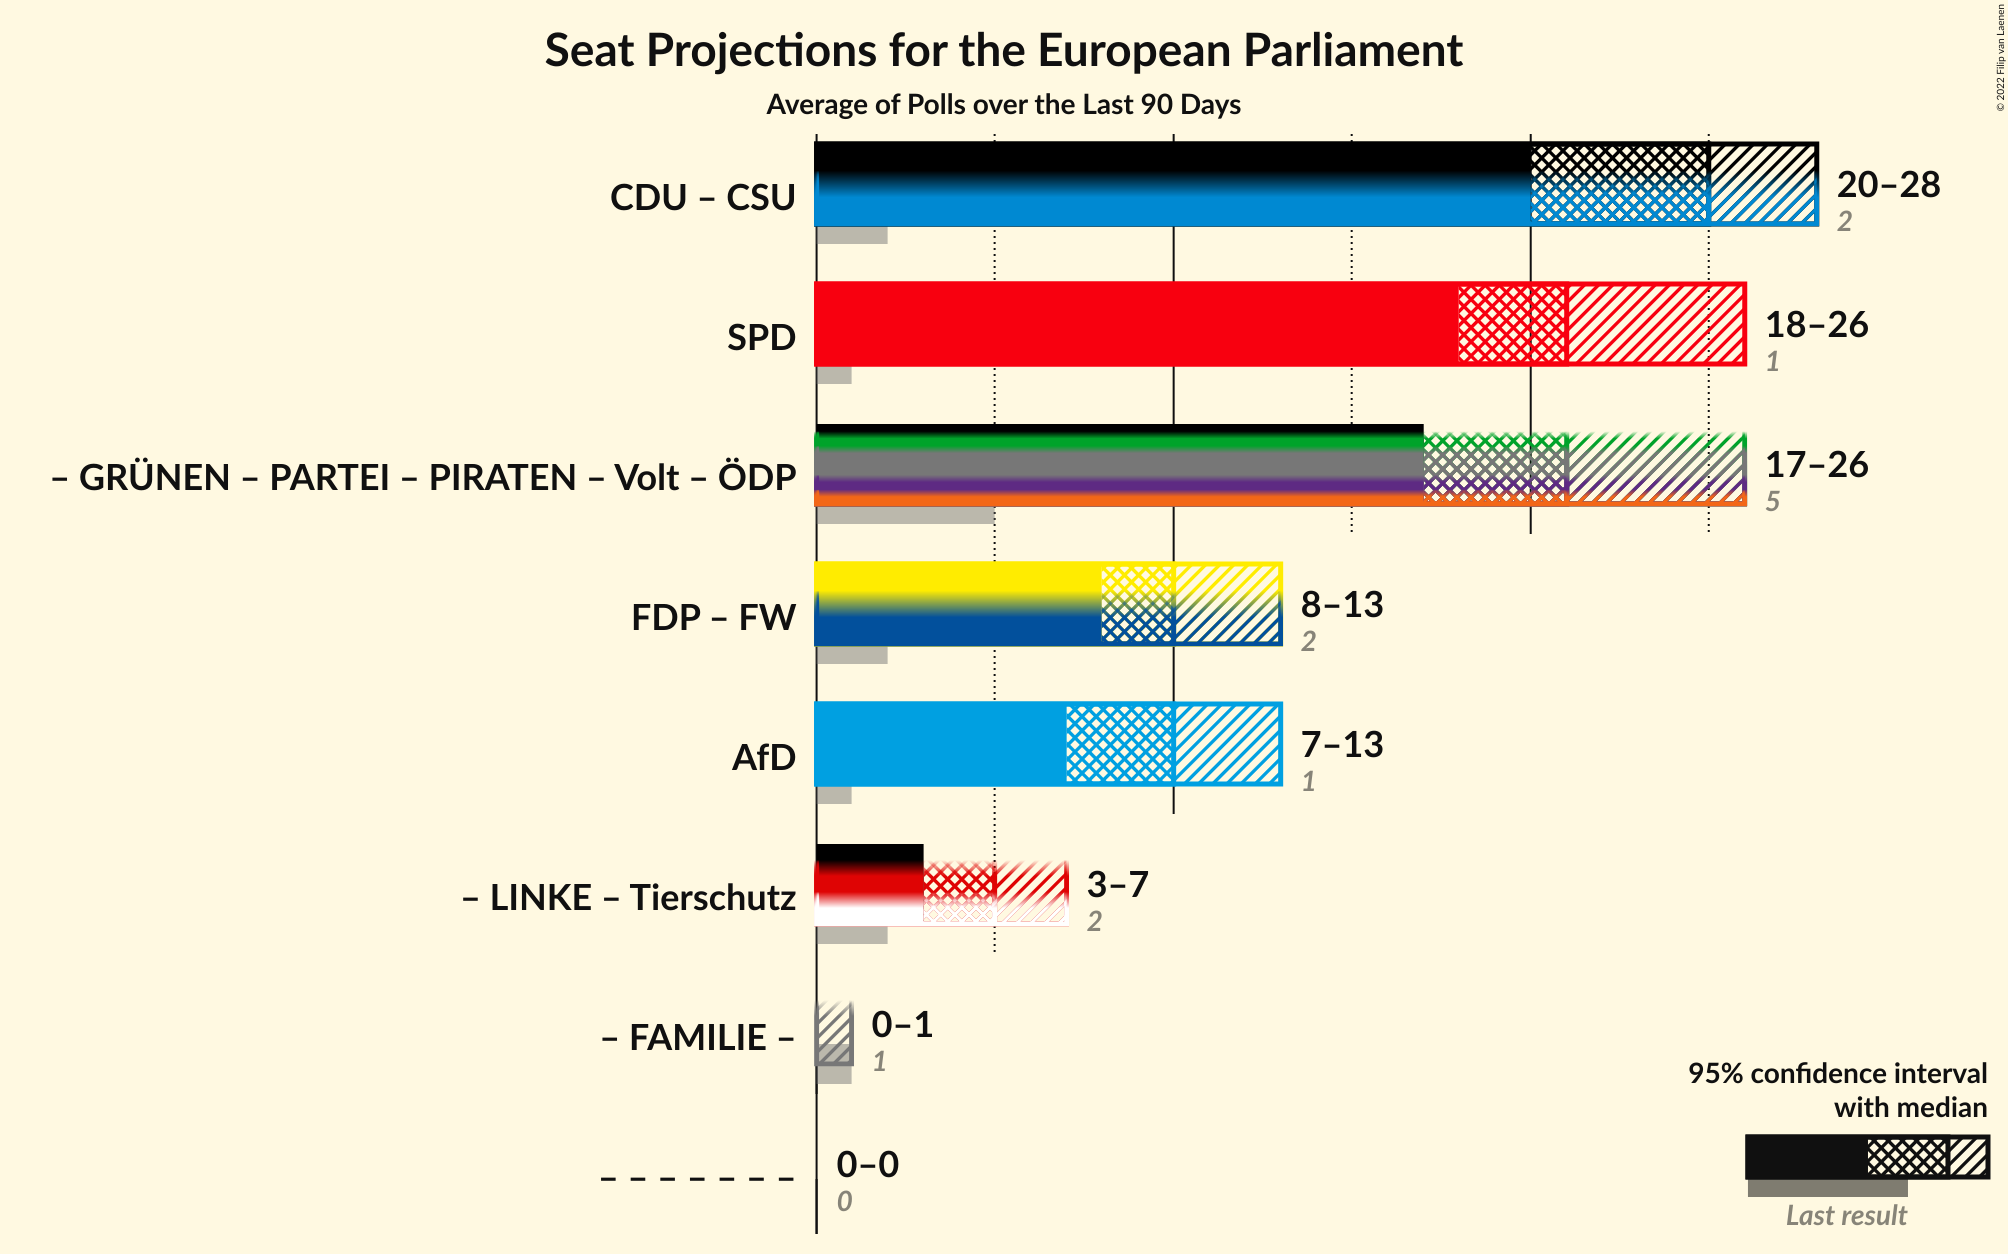 Seat Projections for the European Parliament
Average of Polls over the Last 90 Days
© 2022 Filip van Laenen
CDU – CSU
20–28
2
SPD
18–26
1
– GRÜNEN – PARTEI – PIRATEN – Volt – ÖDP
17–26
5
FDP – FW
8–13
2
AfD
7–13
1
– LINKE – Tierschutz
3–7
2
– FAMILIE –
0–1
1
– – – – – – –
0–0
0
95% confidence interval
with median
Last result